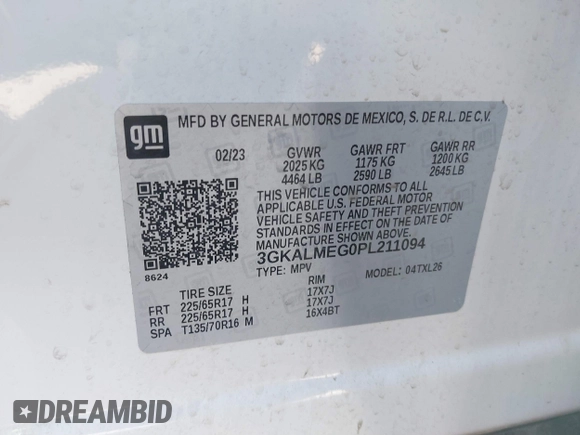 gm
MFD BY GENERAL MOTORS DE MEXICO, S. DE R.L. DE C.V.
02/23 GVWR GAWR FRT GAWR RR
2025 KG 1175 KG 1200 KG
4464 LB 2590 LB 2645 LB
THIS VEHICLE CONFORMS TO ALL
APPLICABLE U.S. FEDERAL MOTOR
VEHICLE SAFETY AND THEFT PREVENTION
STANDARDS IN EFFECT ON THE DATE OF
MANUFACTURE SHOWN ABOVE.
3GKALMEG0PL211094
8624
TYPE: MPV MODEL: 04TXL26
TIRE SIZE RIM
FRT 225/65R17 H 17X7J
RR 225/65R17 H 17X7J
SPA T135/70R16 M 16X4BT
DREAMBID